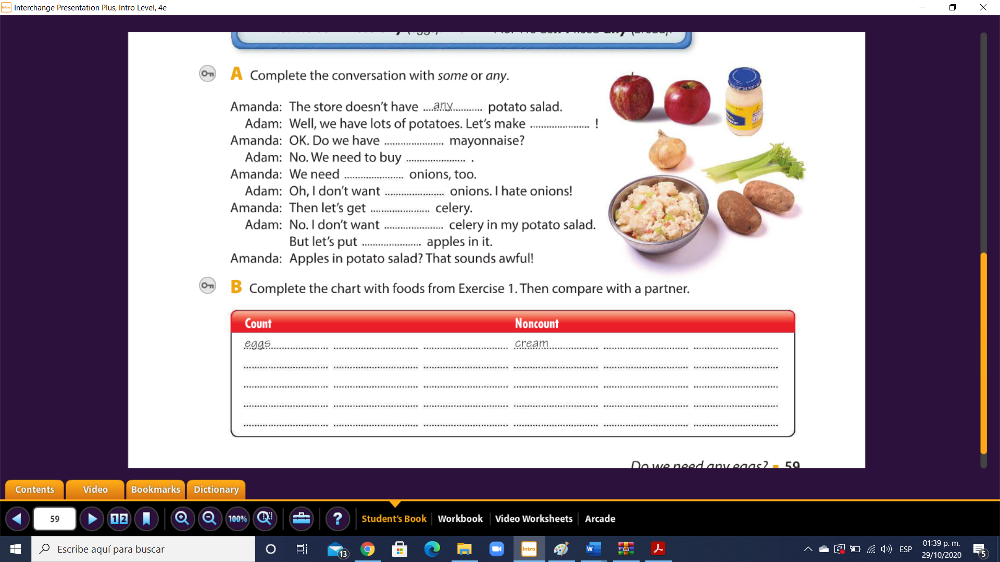 Interchange Presentation Plus, Intro Level, 4e
A Complete the conversation with some or any.
Amanda: The store doesn't have any potato salad.
Adam: Well, we have lots of potatoes. Let's make .................... !
Amanda: OK. Do we have .................... mayonnaise?
Adam: No. We need to buy .................... .
Amanda: We need .................... onions, too.
Adam: Oh, I don't want .................... onions. I hate onions!
Amanda: Then let's get .................... celery.
Adam: No. I don't want .................... celery in my potato salad.
But let's put .................... apples in it.
Amanda: Apples in potato salad? That sounds awful!
B Complete the chart with foods from Exercise 1. Then compare with a partner.
Count Noncount
eggs cream
Do we need any eggs? 59
Contents Video Bookmarks Dictionary
59 12 100% ? Student's Book Workbook Video Worksheets Arcade
Escribe aquí para buscar 13 Intro ESP 01:39 p. m.
29/10/2020 5